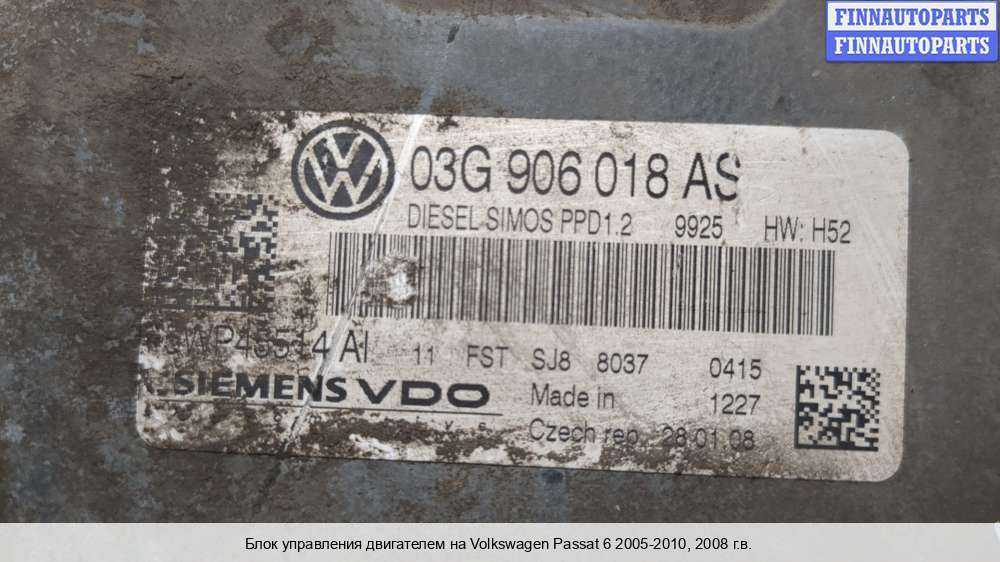 FINNAUTOPARTS
FINNAUTOPARTS
03G 906 018 AS
DIESEL SIMOS PPD1.2 9925 HW: H52
AI 11 FST SJ8 8037 0415
SIEMENS VDO Made in 1227
Czech rep. 28.01.08
Блок управления двигателем на Volkswagen Passat 6 2005-2010, 2008 г.в.